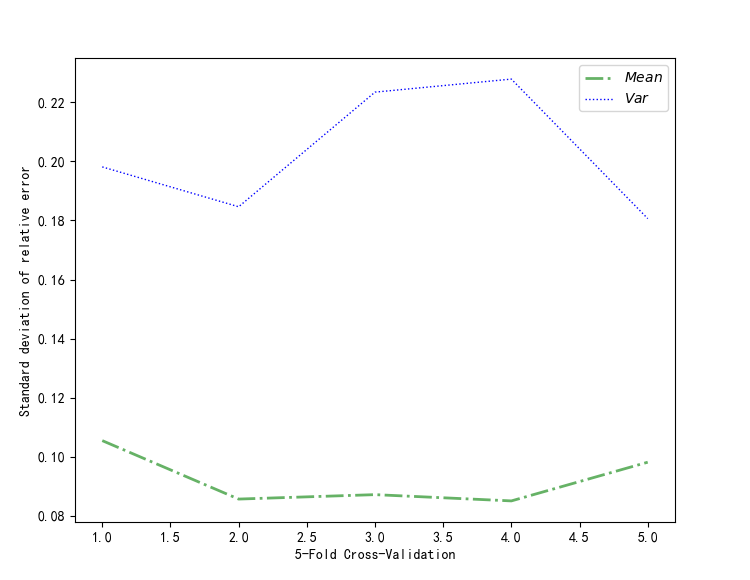 Mean
Var
0.22
0.20
0.18
0.16
0.14
0.12
0.10
0.08
Standard deviation of relative error
1.0 1.5 2.0 2.5 3.0 3.5 4.0 4.5 5.0
5-Fold Cross-Validation